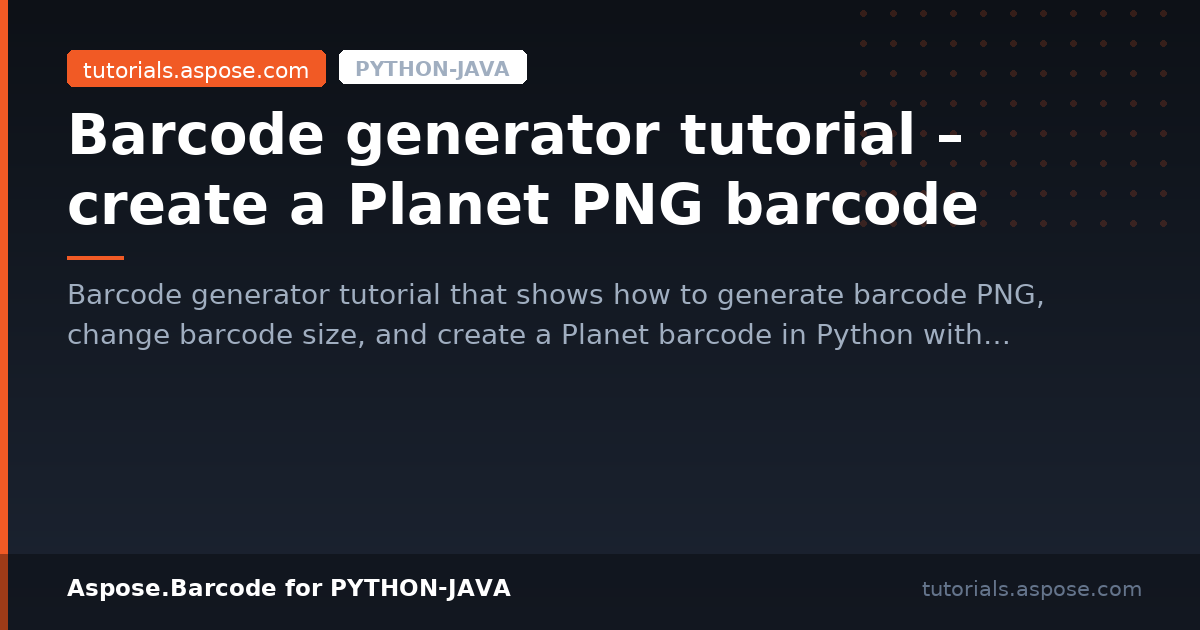 tutorials.aspose.com
PYTHON-JAVA
Barcode generator tutorial –
create a Planet PNG barcode
Barcode generator tutorial that shows how to generate barcode PNG,
change barcode size, and create a Planet barcode in Python with…
Aspose.Barcode for PYTHON-JAVA
tutorials.aspose.com